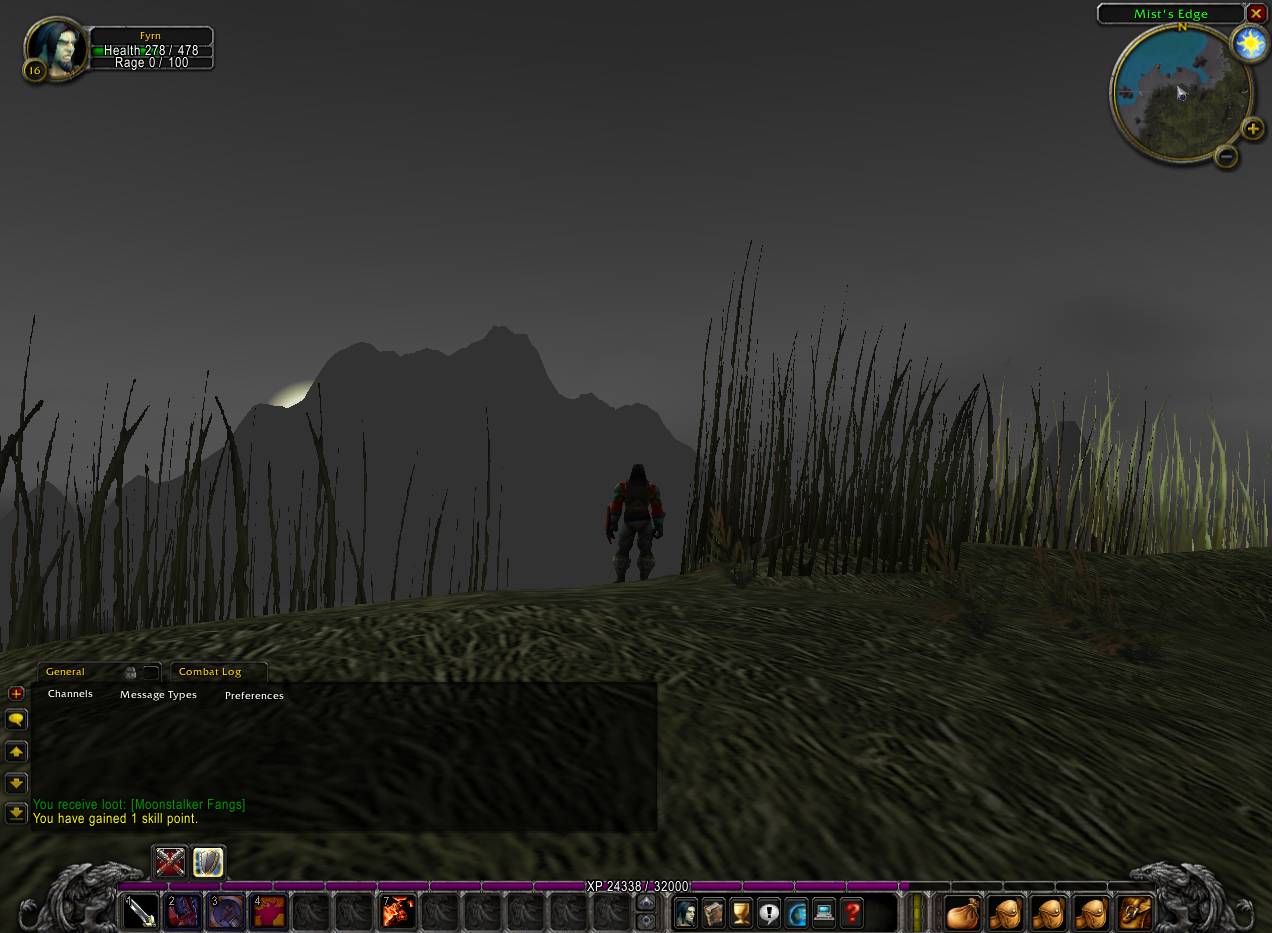 Fyrn
Health 278 / 478
Rage 0 / 100
16
Mist's Edge
N
General
Combat Log
Channels
Message Types
Preferences
You receive loot: [Moonstalker Fangs]
You have gained 1 skill point.
XP 24338 / 32000
1
2
3
4
7